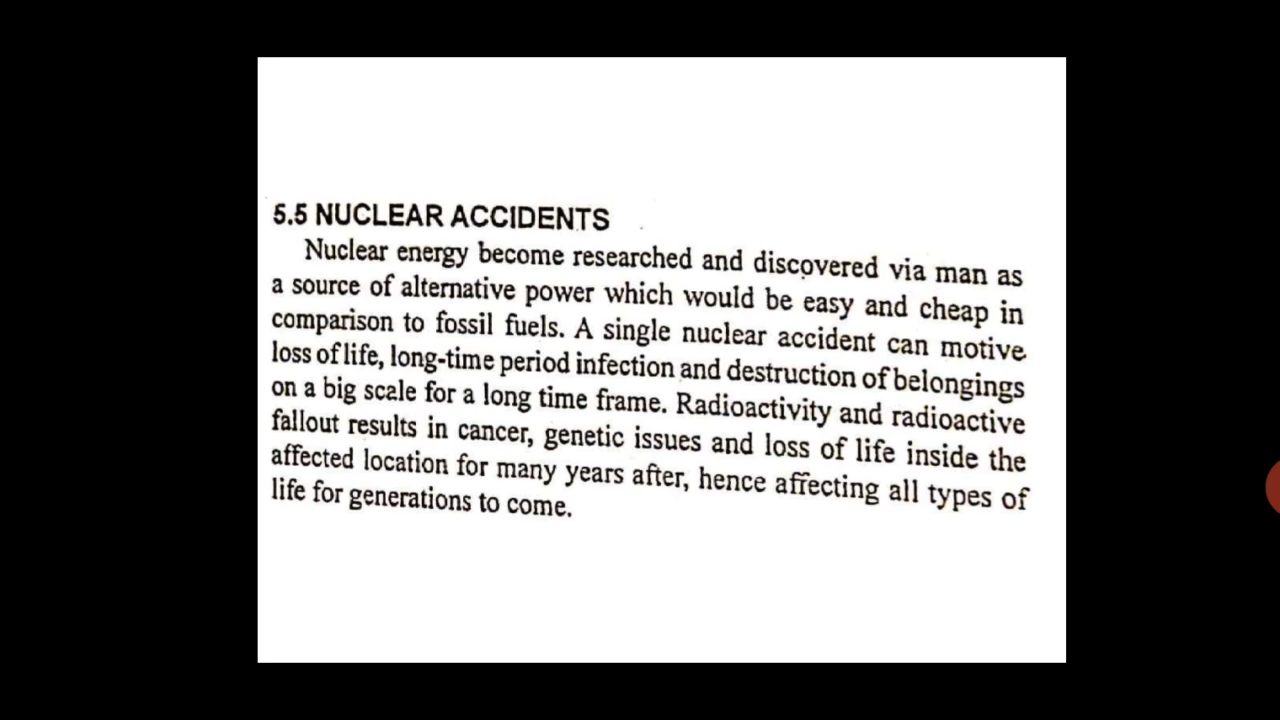 5.5 NUCLEAR ACCIDENTS
Nuclear energy become researched and discovered via man as
a source of alternative power which would be easy and cheap in
comparison to fossil fuels. A single nuclear accident can motive
loss of life, long-time period infection and destruction of belongings
on a big scale for a long time frame. Radioactivity and radioactive
fallout results in cancer, genetic issues and loss of life inside the
affected location for many years after, hence affecting all types of
life for generations to come.